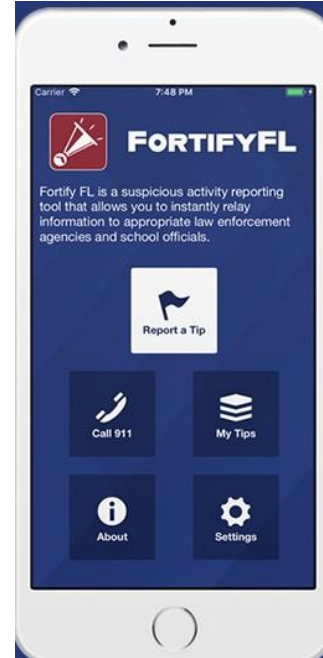 Carrier 7:48 PM
FORTIFYFL
Fortify FL is a suspicious activity reporting
tool that allows you to instantly relay
information to appropriate law enforcement
agencies and school officials.
Report a Tip
Call 911 My Tips
About Settings